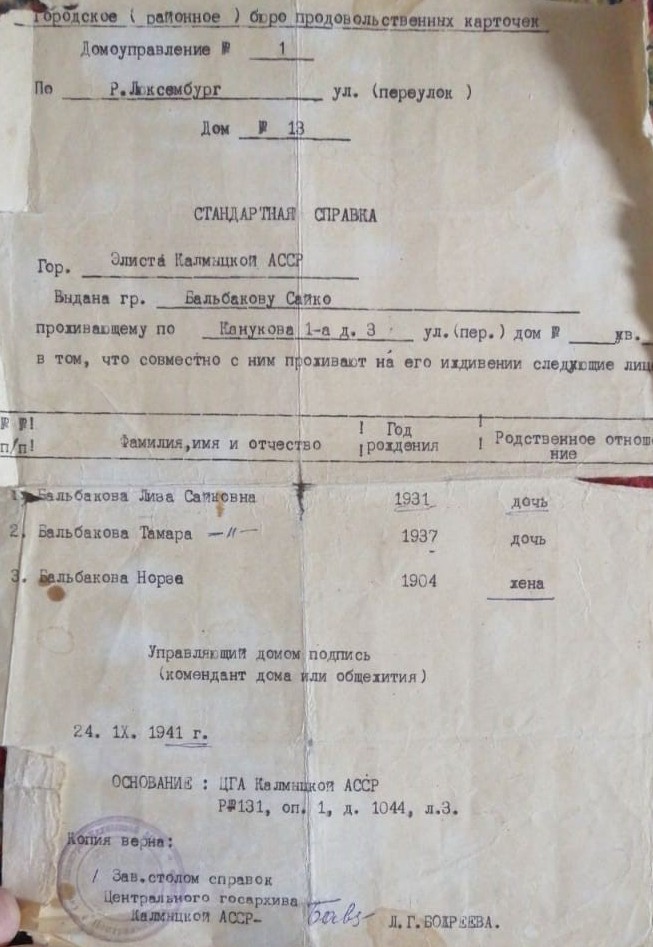 Городское ( районное ) бюро продовольственных карточек
Домоуправление № 1
По Р.Люксембург ул. (переулок )
Дом № 13
СТАНДАРТНАЯ СПРАВКА
Гор. Элиста Калмыцкой АССР
Выдана гр. Бальбакову Сайко
проживающему по Канукова 1-а д. 3 ул.(пер.) дом № кв.
в том, что совместно с ним проживают на его иждивении следующие лица
№ №! ! Год !
п/п! Фамилия,имя и отчество !рождения ! Родственное отноше
ние
1. Бальбакова Лиза Сайковна 1931 дочь
2. Бальбакова Тамара —"— 1937 дочь
3. Бальбакова Норзе 1904 жена
Управляющий домом подпись
(комендант дома или общежития)
24. IX. 1941 г.
ОСНОВАНИЕ : ЦГА Калмыцкой АССР
Р№131, оп. 1, д. 1044, л.3.
Копия верна:
/ Зав.столом справок
Центрального госархива
Калмыцкой АССР- Л.Г.БОДРЕЕВА.